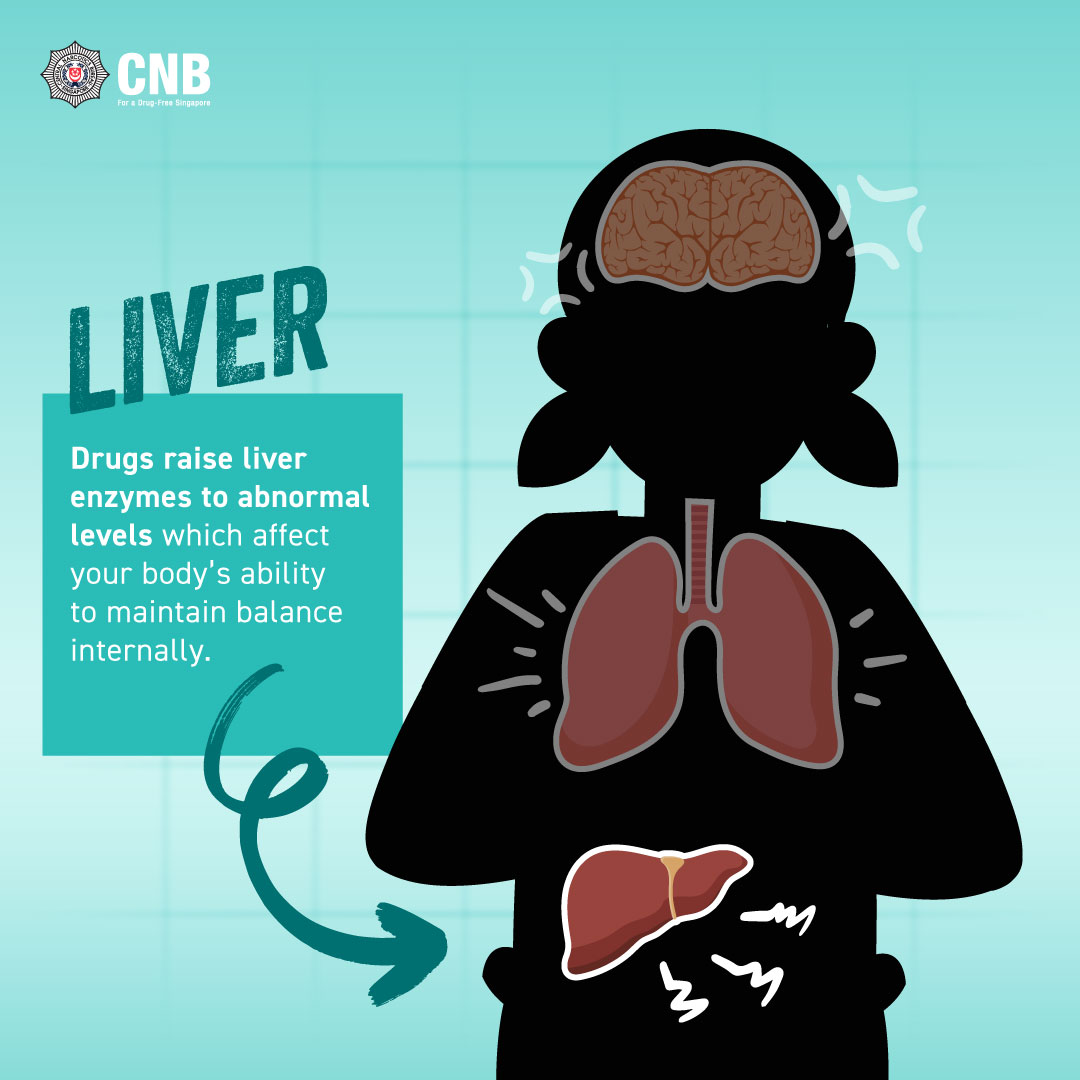 CNB
For a Drug-Free Singapore
LIVER
Drugs raise liver
enzymes to abnormal
levels which affect
your body's ability
to maintain balance
internally.